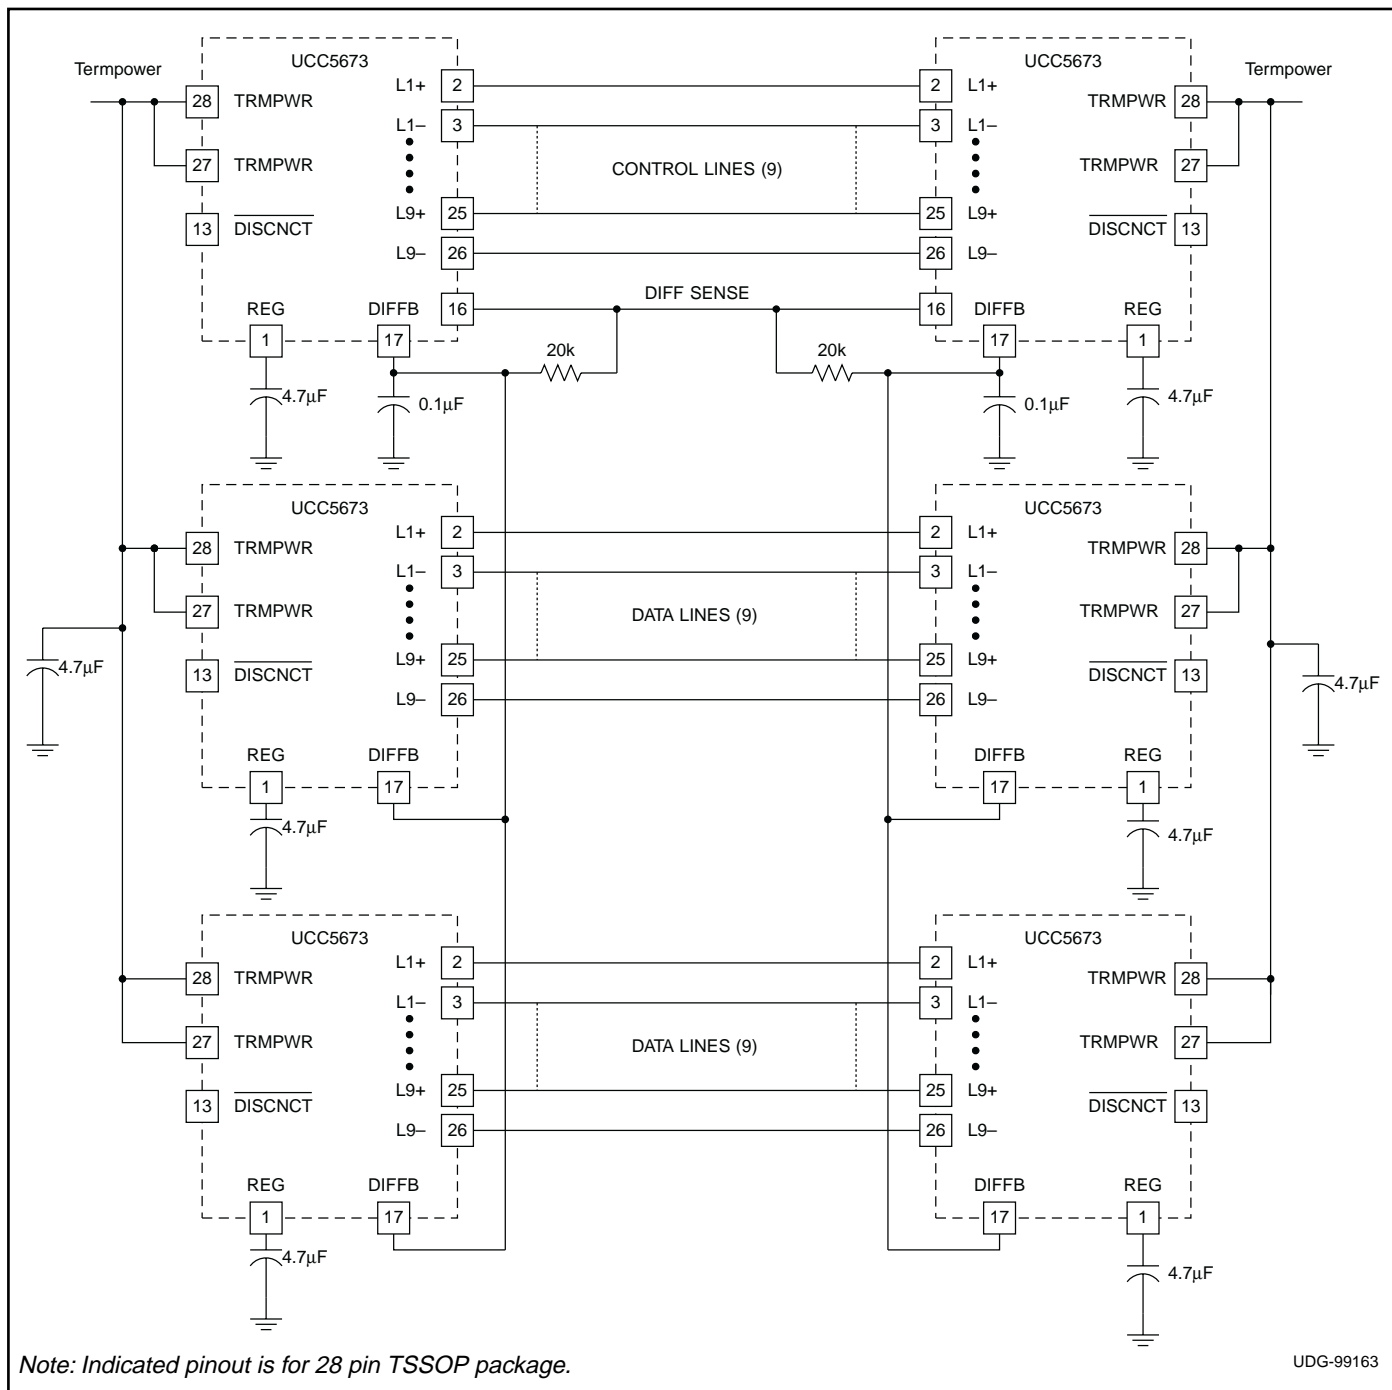 UCC5673 UCC5673
Termpower L1+ 2 2 L1+ Termpower
28 TRMPWR TRMPWR 28
L1– 3 3 L1–
27 TRMPWR CONTROL LINES (9) TRMPWR 27
L9+ 25 25 L9+
13 DISCNCT DISCNCT 13
L9– 26 26 L9–
REG DIFFB 16 DIFF SENSE 16 DIFFB REG
1 17 17 1
20k 20k
4.7µF 0.1µF 0.1µF 4.7µF
UCC5673 UCC5673
L1+ 2 2 L1+
28 TRMPWR TRMPWR 28
L1– 3 3 L1–
27 TRMPWR DATA LINES (9) TRMPWR 27
L9+ 25 25 L9+
4.7µF 13 DISCNCT DISCNCT 13 4.7µF
L9– 26 26 L9–
REG DIFFB DIFFB REG
1 17 17 1
4.7µF 4.7µF
UCC5673 UCC5673
L1+ 2 2 L1+
28 TRMPWR TRMPWR 28
L1– 3 3 L1–
27 TRMPWR DATA LINES (9) TRMPWR 27
L9+ 25 25 L9+
13 DISCNCT DISCNCT 13
L9– 26 26 L9–
REG DIFFB DIFFB REG
1 17 17 1
4.7µF 4.7µF
Note: Indicated pinout is for 28 pin TSSOP package.
UDG-99163